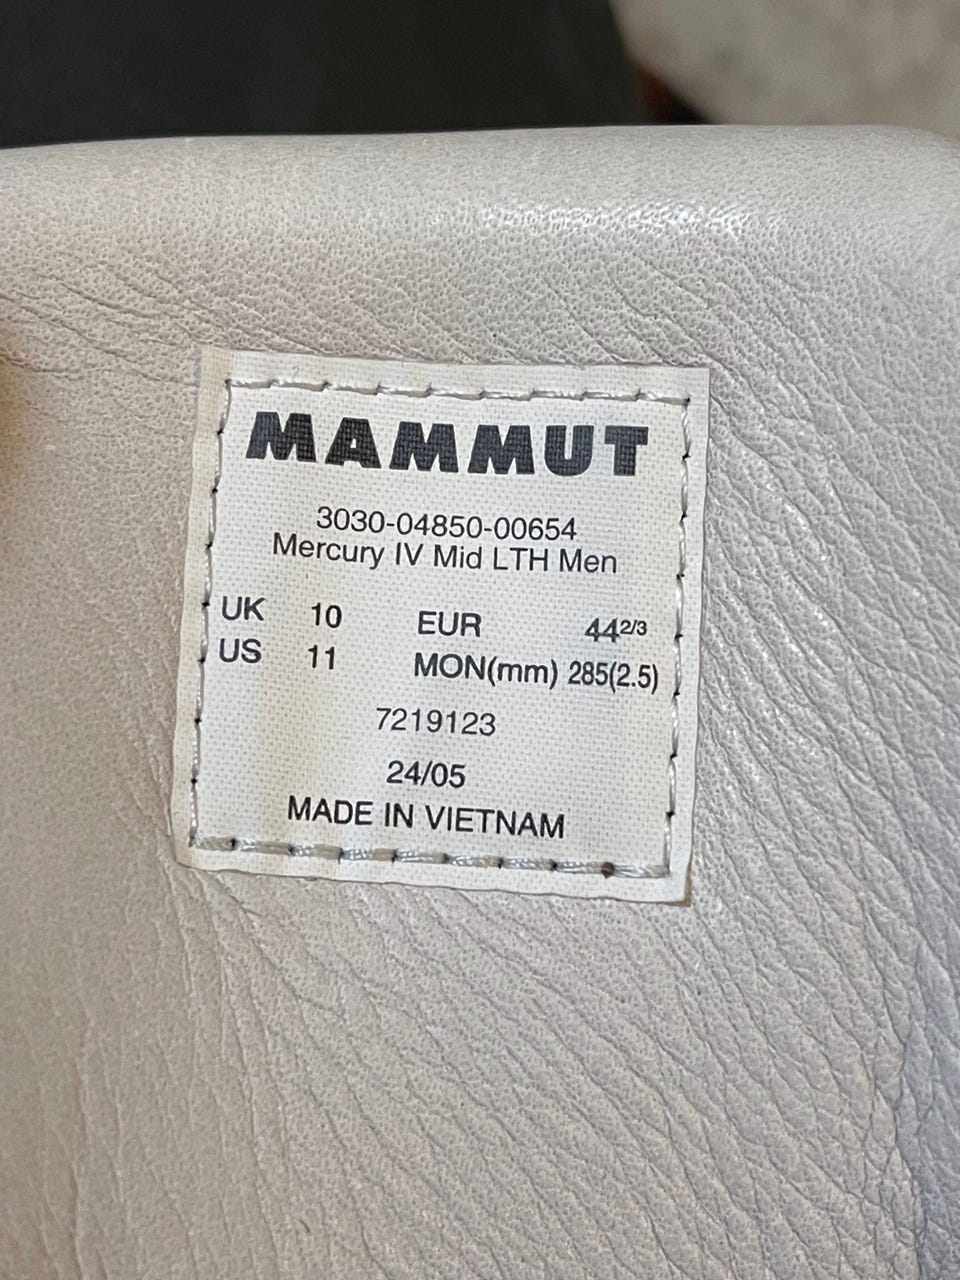 MAMMUT
3030-04850-00654
Mercury IV Mid LTH Men
UK 10 EUR 44 2/3
US 11 MON(mm) 285(2.5)
7219123
24/05
MADE IN VIETNAM